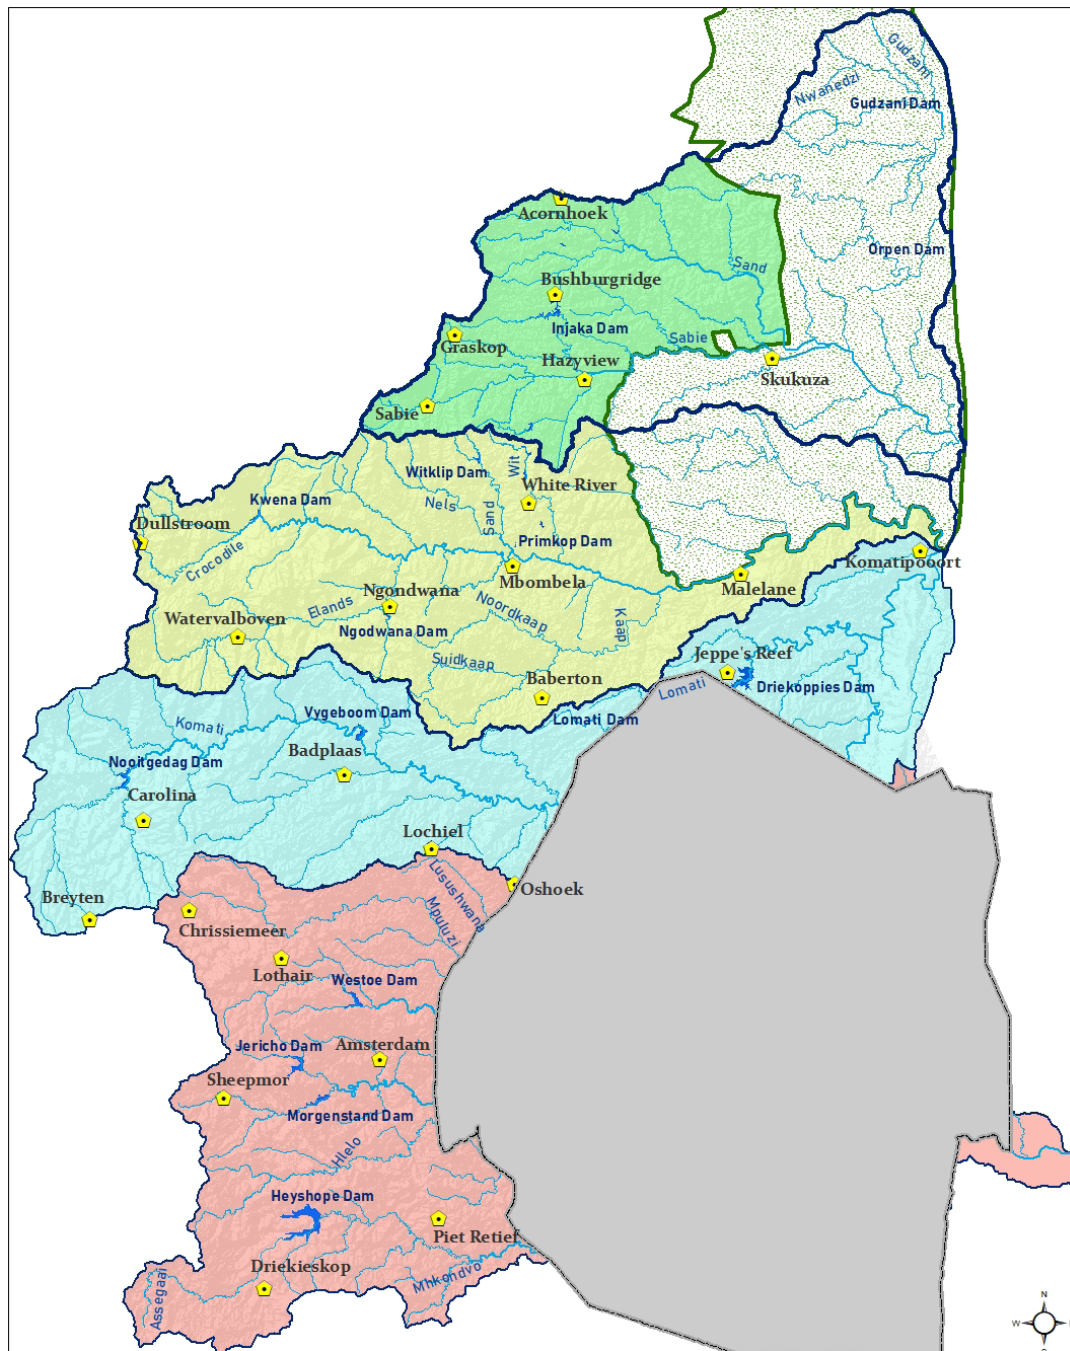 Gudzani
Nwanedzi
Gudzani Dam
Acornhoek
Orpen Dam
Sand
Bushburgridge
Injaka Dam
Sabie
Graskop
Hazyview
Skukuza
Sabie
Witklip Dam
Wit
White River
Kwena Dam
Nels
Sand
Dullstroom
Primkop Dam
Crocodile
Komatipooort
Mbombela
Malelane
Ngondwana
Elands
Noordkaap
Kaap
Watervalboven
Ngodwana Dam
Suidkaap
Jeppe's Reef
Baberton
Lomati
Driekoppies Dam
Vygeboom Dam
Lomati Dam
Komati
Badplaas
Nooitgedag Dam
Carolina
Lochiel
Lusushwana
Oshoek
Breyten
Mpuluzi
Chrissiemeer
Lothair
Westoe Dam
Jericho Dam
Amsterdam
Sheepmor
Morgenstand Dam
Hlelo
Heyshope Dam
Piet Retief
Driekieskop
Mhkondvo
Assegaai
N
W